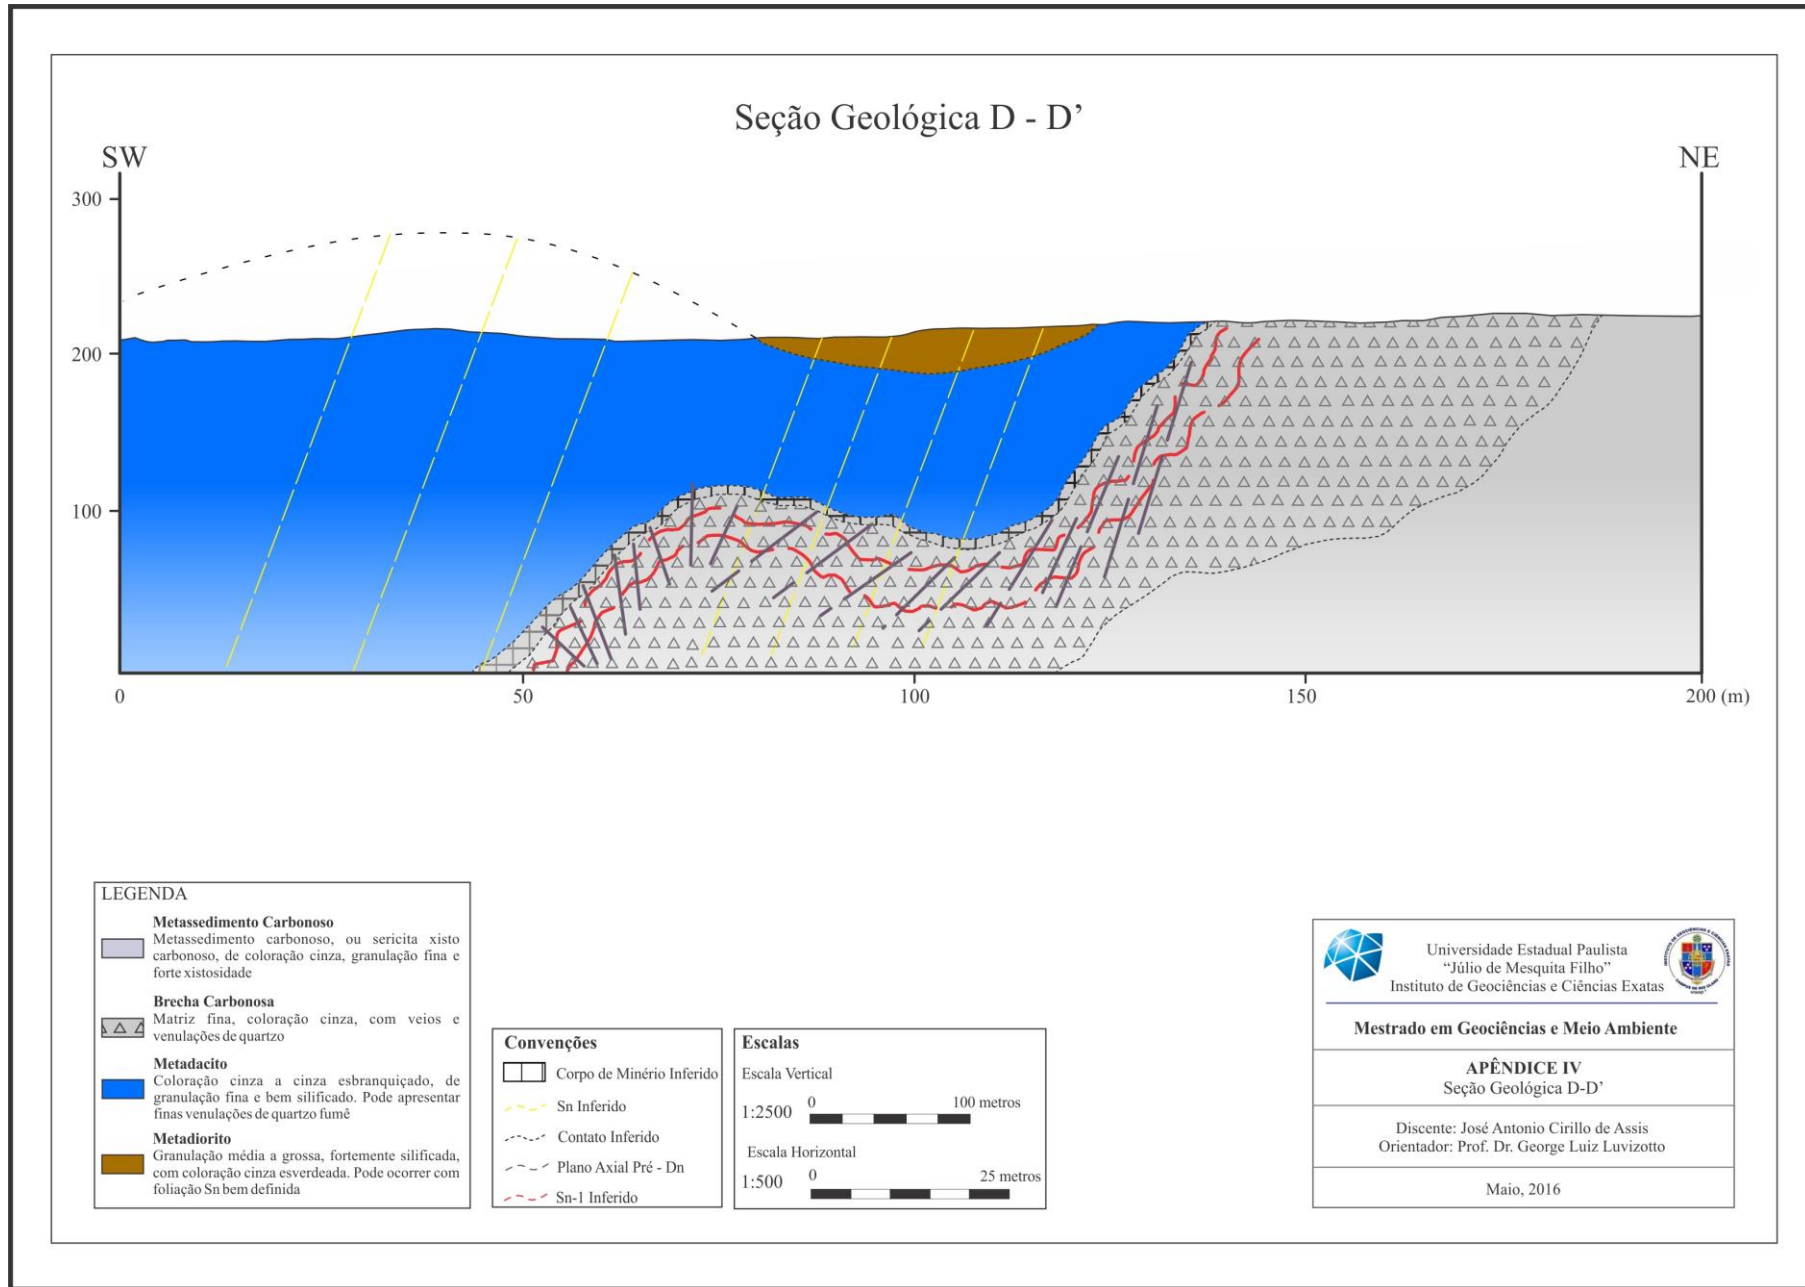 Seção Geológica D - D’
SW
NE
300
200
100
0
50
100
150
200 (m)
LEGENDA
Metassedimento Carbonoso
Metassedimento carbonoso, ou sericita xisto
carbonoso, de coloração cinza, granulação fina e
forte xistosidade
Brecha Carbonosa
Matriz fina, coloração cinza, com veios e
venulações de quartzo
Metadacito
Coloração cinza a cinza esbranquiçado, de
granulação fina e bem silificado. Pode apresentar
finas venulações de quartzo fumê
Metadiorito
Granulação média a grossa, fortemente silificada,
com coloração cinza esverdeada. Pode ocorrer com
foliação Sn bem definida
Convenções
Corpo de Minério Inferido
Sn Inferido
Contato Inferido
Plano Axial Pré - Dn
Sn-1 Inferido
Escalas
Escala Vertical
1:2500
0
100 metros
Escala Horizontal
1:500
0
25 metros
Universidade Estadual Paulista
“Júlio de Mesquita Filho”
Instituto de Geociências e Ciências Exatas
Mestrado em Geociências e Meio Ambiente
APÊNDICE IV
Seção Geológica D-D’
Discente: José Antonio Cirillo de Assis
Orientador: Prof. Dr. George Luiz Luvizotto
Maio, 2016